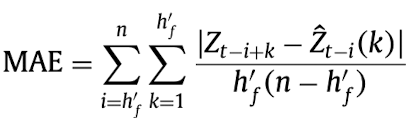 MAE = \sum_{i=h'_f}^{n} \sum_{k=1}^{h'_f} \frac{|Z_{t-i+k} - \hat{Z}_{t-i}(k)|}{h'_f(n - h'_f)}